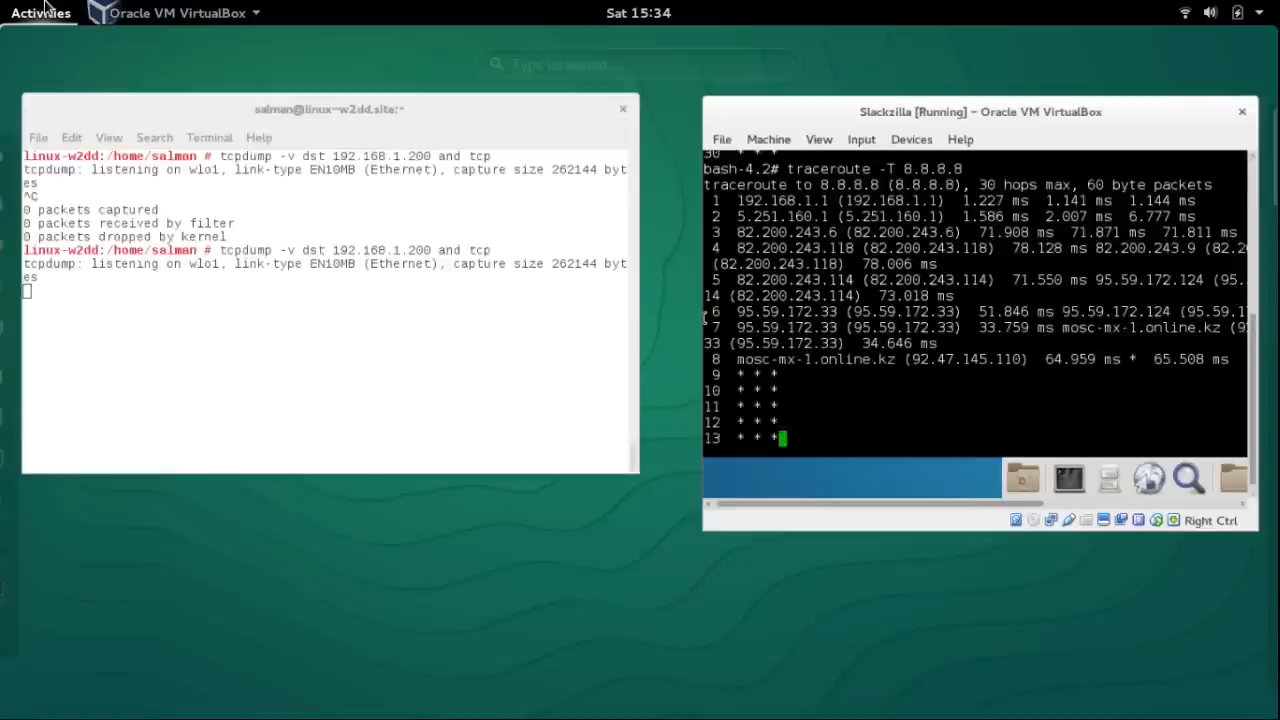 Activities
Oracle VM VirtualBox
Sat 15:34
Type to search...
salman@linux-w2dd.site:~
File Edit View Search Terminal Help
linux-w2dd:/home/salman # tcpdump -v dst 192.168.1.200 and tcp
tcpdump: listening on wlo1, link-type EN10MB (Ethernet), capture size 262144 byt
es
^C
0 packets captured
0 packets received by filter
0 packets dropped by kernel
linux-w2dd:/home/salman # tcpdump -v dst 192.168.1.200 and tcp
tcpdump: listening on wlo1, link-type EN10MB (Ethernet), capture size 262144 byt
es
Slackzilla [Running] - Oracle VM VirtualBox
File Machine View Input Devices Help
30 * * *
bash-4.2# traceroute -T 8.8.8.8
traceroute to 8.8.8.8 (8.8.8.8), 30 hops max, 60 byte packets
1 192.168.1.1 (192.168.1.1) 1.227 ms 1.141 ms 1.144 ms
2 5.251.160.1 (5.251.160.1) 1.586 ms 2.007 ms 6.777 ms
3 82.200.243.6 (82.200.243.6) 71.908 ms 71.871 ms 71.811 ms
4 82.200.243.118 (82.200.243.118) 78.128 ms 82.200.243.9 (82.2
(82.200.243.118) 78.006 ms
5 82.200.243.114 (82.200.243.114) 71.550 ms 95.59.172.124 (95.
14 (82.200.243.114) 73.018 ms
6 95.59.172.33 (95.59.172.33) 51.846 ms 95.59.172.124 (95.59.1
7 95.59.172.33 (95.59.172.33) 33.759 ms mosc-mx-1.online.kz (9
33 (95.59.172.33) 34.646 ms
8 mosc-mx-1.online.kz (92.47.145.110) 64.959 ms * 65.508 ms
9 * * *
10 * * *
11 * * *
12 * * *
13 * * *
Right Ctrl